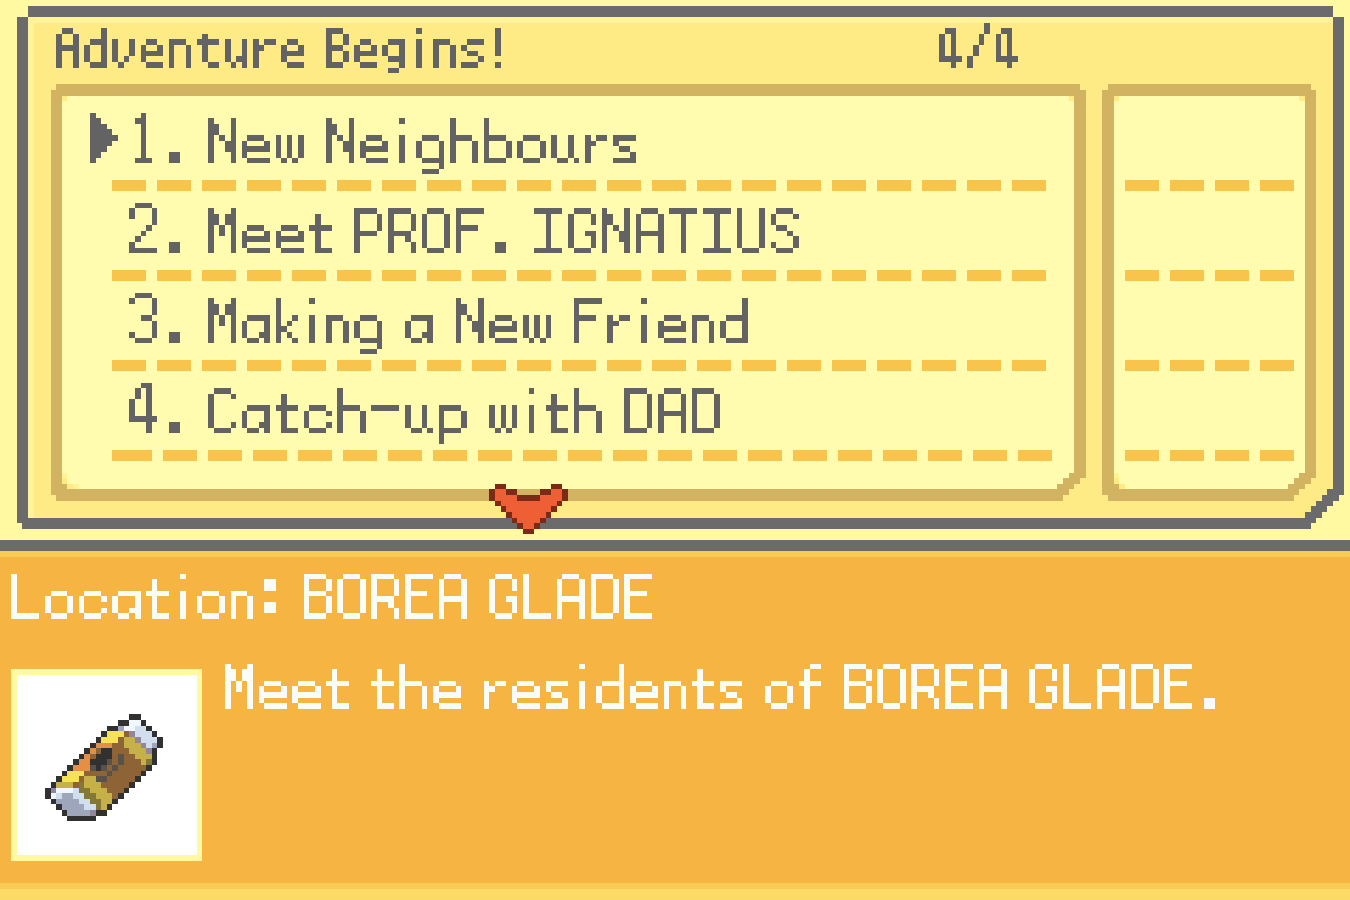 Adventure Begins! 4/4
1. New Neighbours
2. Meet PROF. IGNATIUS
3. Making a New Friend
4. Catch-up with DAD
Location: BOREA GLADE
Meet the residents of BOREA GLADE.